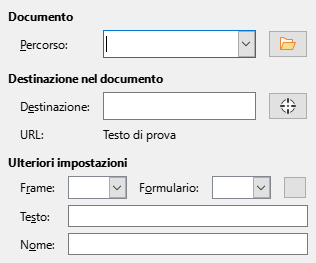 Documento
Percorso:
Destinazione nel documento
Destinazione:
URL: Testo di prova
Ulteriori impostazioni
Frame: Formulario:
Testo:
Nome: